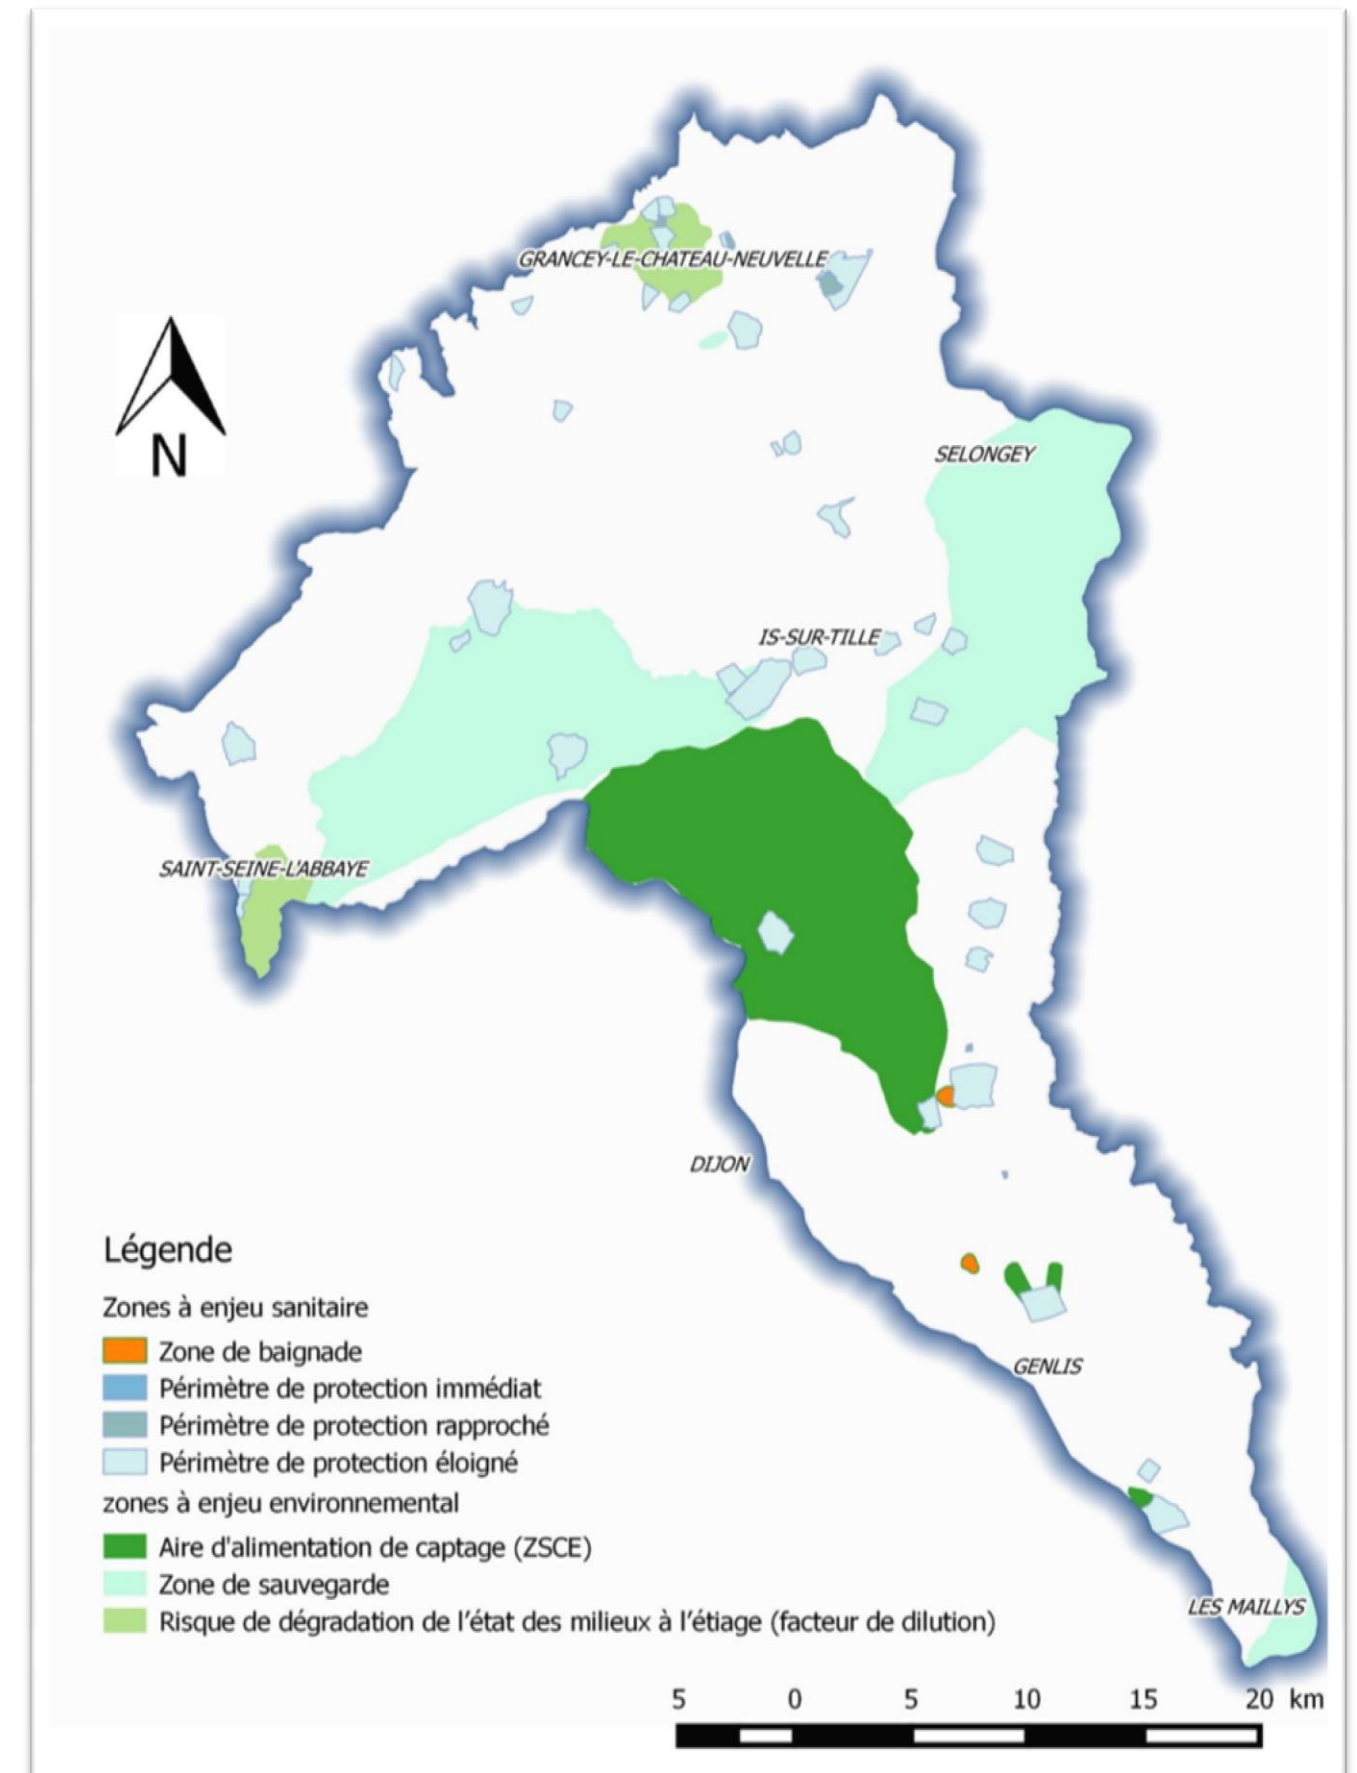 GRANCEY-LE-CHATEAU-NEUVELLE
N
SELONGEY
IS-SUR-TILLE
SAINT-SEINE-L'ABBAYE
DIJON
Légende
Zones à enjeu sanitaire
Zone de baignade
GENLIS
Périmètre de protection immédiat
Périmètre de protection rapproché
Périmètre de protection éloigné
zones à enjeu environnemental
Aire d'alimentation de captage (ZSCE)
Zone de sauvegarde
LES MAILLYS
Risque de dégradation de l'état des milieux à l'étiage (facteur de dilution)
5 0 5 10 15 20 km